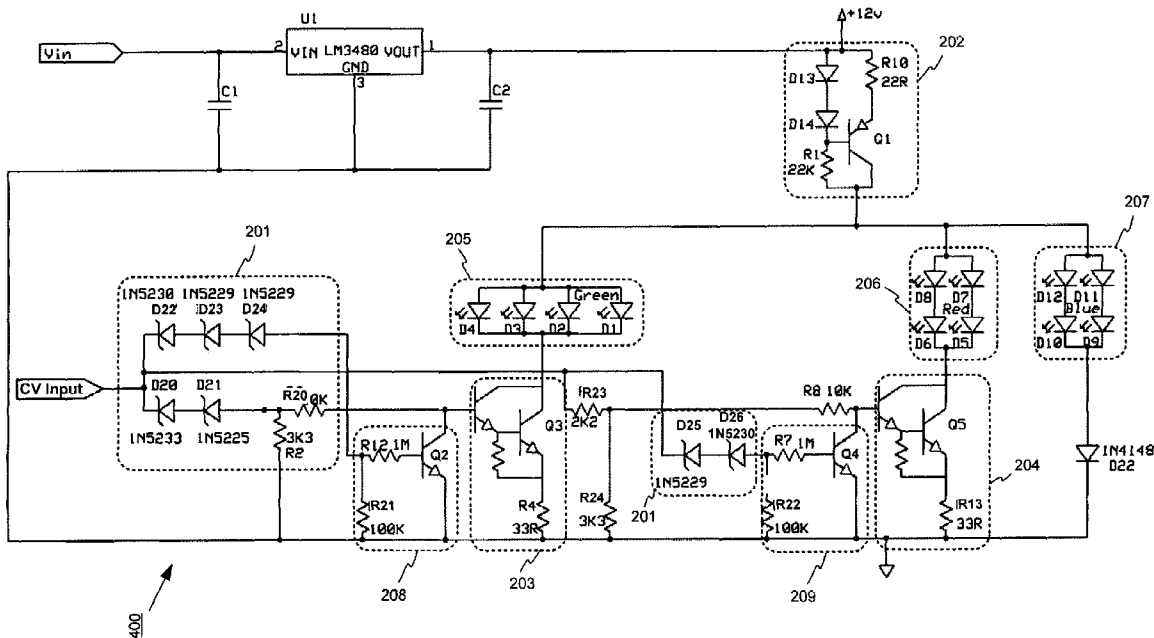 U1
+12v
Vin
2
VIN LM3480 VOUT
1
GND
3
C1
C2
202
D13
R10
22R
D14
Q1
R1
22K
207
201
205
206
1N5230 1N5229 1N5229
D22 D23 D24
Green
D4 D3 D2 D1
D8 D7
Red
D6 D5
D12 D11
Blue
D10 D9
CV Input
D20 D21
R20
0K
1N5233 1N5225
3K3
R2
R12 1M
Q2
Q3
R23
2K2
R8 10K
D25
D26
1N5230
1N5229
R7 1M
Q4
Q5
1N4148
D22
204
R21
100K
R4
33R
R24
3K3
201
R22
100K
R13
33R
208
203
209
400